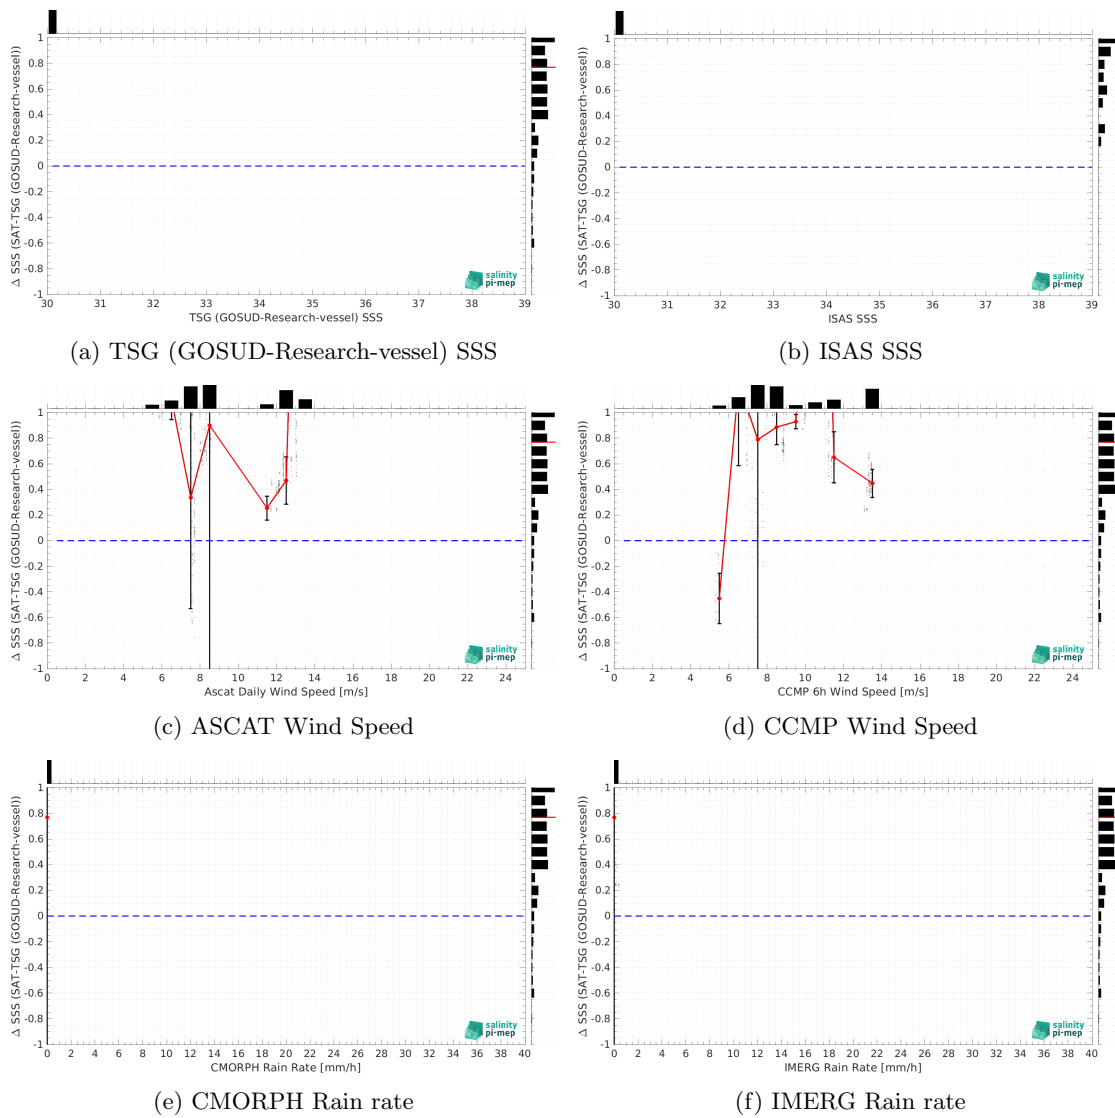 1
0.8
0.6
0.4
0.2
0
-0.2
-0.4
-0.6
-0.8
-1
Δ SSS (SAT-TSG (GOSUD-Research-vessel))
30 31 32 33 34 35 36 37 38 39
TSG (GOSUD-Research-vessel) SSS
salinity
pi-mep
(a) TSG (GOSUD-Research-vessel) SSS
1
0.8
0.6
0.4
0.2
0
-0.2
-0.4
-0.6
-0.8
-1
Δ SSS (SAT-TSG (GOSUD-Research-vessel))
30 31 32 33 34 35 36 37 38 39
ISAS SSS
salinity
pi-mep
(b) ISAS SSS
1
0.8
0.6
0.4
0.2
0
-0.2
-0.4
-0.6
-0.8
-1
Δ SSS (SAT-TSG (GOSUD-Research-vessel))
0 2 4 6 8 10 12 14 16 18 20 22 24
Ascat Daily Wind Speed [m/s]
salinity
pi-mep
(c) ASCAT Wind Speed
1
0.8
0.6
0.4
0.2
0
-0.2
-0.4
-0.6
-0.8
-1
Δ SSS (SAT-TSG (GOSUD-Research-vessel))
0 2 4 6 8 10 12 14 16 18 20 22 24
CCMP 6h Wind Speed [m/s]
salinity
pi-mep
(d) CCMP Wind Speed
1
0.8
0.6
0.4
0.2
0
-0.2
-0.4
-0.6
-0.8
-1
Δ SSS (SAT-TSG (GOSUD-Research-vessel))
0 2 4 6 8 10 12 14 16 18 20 22 24 26 28 30 32 34 36 38 40
CMORPH Rain Rate [mm/h]
salinity
pi-mep
(e) CMORPH Rain rate
1
0.8
0.6
0.4
0.2
0
-0.2
-0.4
-0.6
-0.8
-1
Δ SSS (SAT-TSG (GOSUD-Research-vessel))
0 2 4 6 8 10 12 14 16 18 20 22 24 26 28 30 32 34 36 38 40
IMERG Rain Rate [mm/h]
salinity
pi-mep
(f) IMERG Rain rate